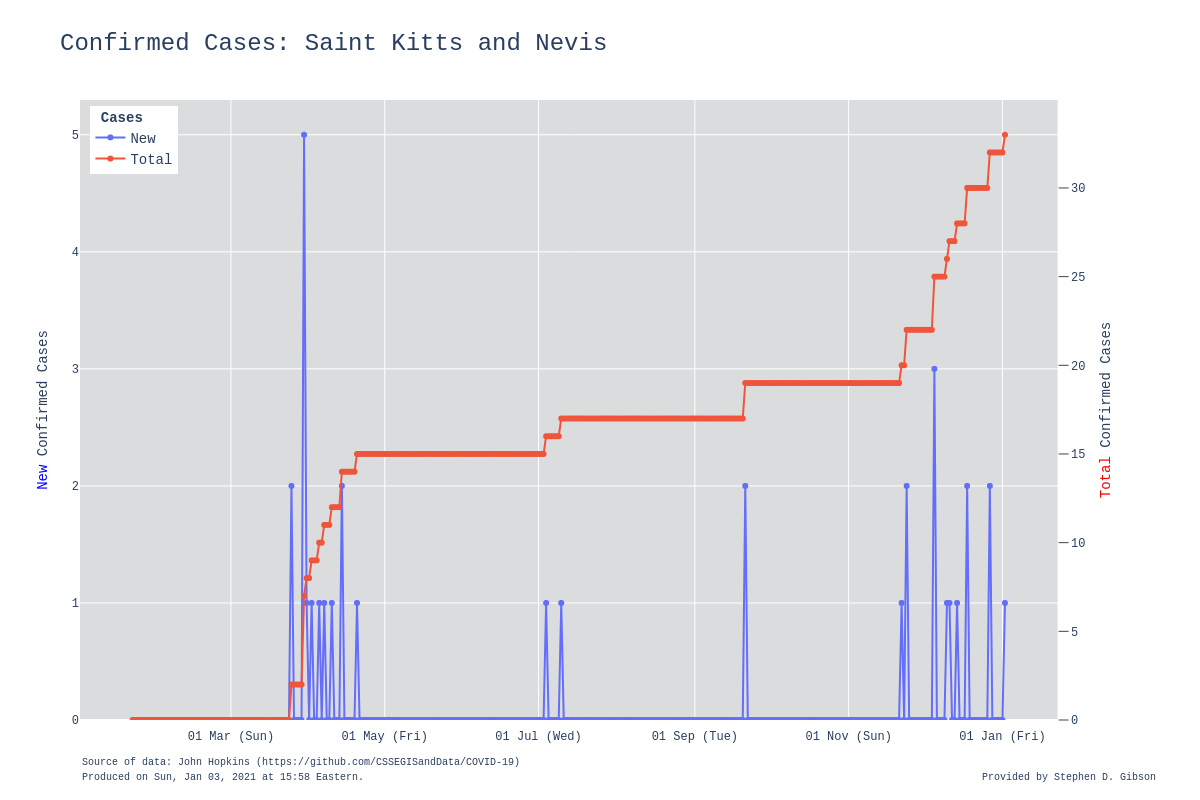 Confirmed Cases: Saint Kitts and Nevis
Cases
New
Total
5
4
3
2
1
0
New Confirmed Cases
30
25
20
15
10
5
0
Total Confirmed Cases
01 Mar (Sun)
01 May (Fri)
01 Jul (Wed)
01 Sep (Tue)
01 Nov (Sun)
01 Jan (Fri)
Source of data: John Hopkins (https://github.com/CSSEGISandData/COVID-19)
Produced on Sun, Jan 03, 2021 at 15:58 Eastern.
Provided by Stephen D. Gibson